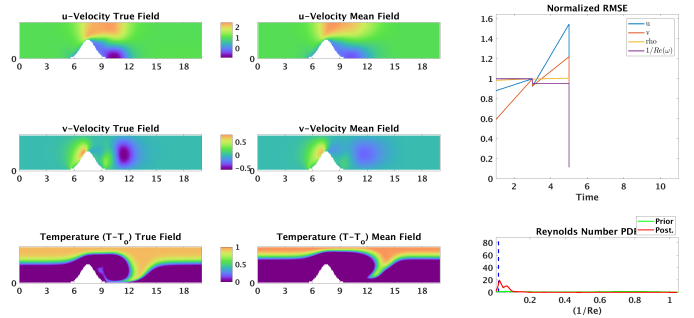 u-Velocity True Field
0
3 6 9 12 15 18
2
1
0
u-Velocity Mean Field
0
3 6 9 12 15 18
v-Velocity True Field
0
3 6 9 12 15 18
0.5
0
-0.5
v-Velocity Mean Field
0
3 6 9 12 15 18
Temperature (T-To) True Field
0
3 6 9 12 15 18
1
0
Temperature (T-To) Mean Field
0
3 6 9 12 15 18
Normalized RMSE
1.6
1.4
1.2
1
0.8
0.6
0.4
0.2
0
2 4 6 8 10
Time
u
v
rho
1/Re(ω)
Reynolds Number PDF
Prior
Post.
80
60
40
20
0
0.2 0.4 0.6 0.8 1
(1/Re)